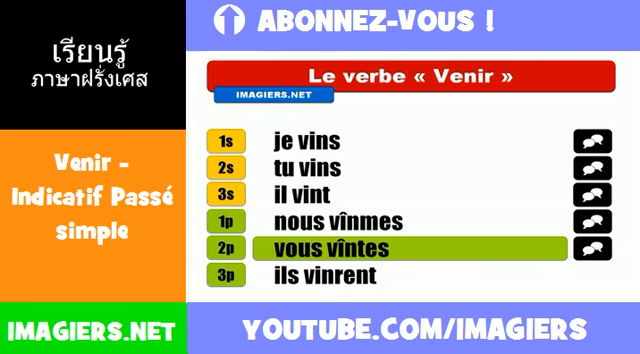 เรียนรู้
ภาษาฝรั่งเศส
Venir -
Indicatif Passé
simple
IMAGIERS.NET
ABONNEZ-VOUS !
Le verbe « Venir »
IMAGIERS.NET
1s je vins
2s tu vins
3s il vint
1p nous vînmes
2p vous vîntes
3p ils vinrent
YOUTUBE.COM/IMAGIERS